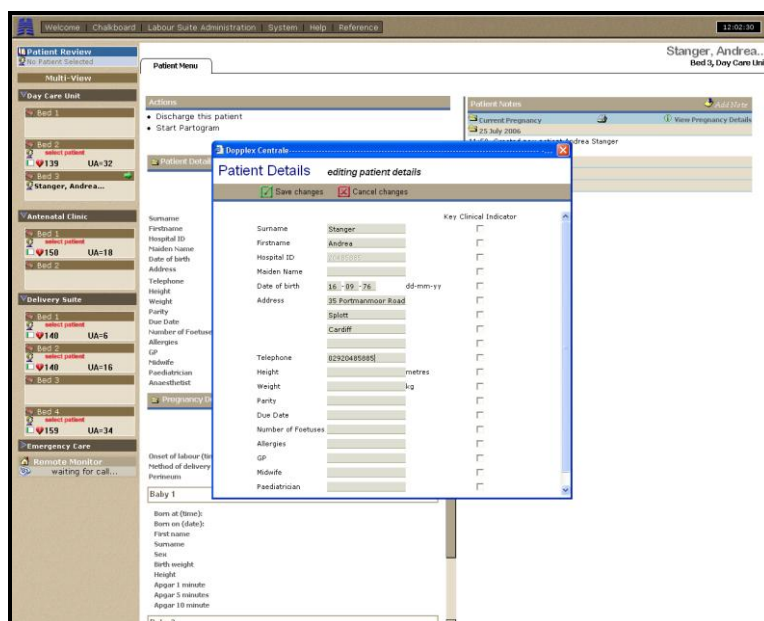 Welcome | Chalkboard | Labour Suite Administration | System | Help | Reference
12:02:30
Patient Review
No Patient Selected
Multi-View
Day Care Unit
Bed 1
Bed 2
select patient
139 UA=32
Bed 3
Stanger, Andrea...
Antenatal Clinic
Bed 1
select patient
150 UA=18
Bed 2
Delivery Suite
Bed 1
select patient
140 UA=6
Bed 2
select patient
140 UA=16
Bed 3
Bed 4
select patient
159 UA=34
Emergency Care
Remote Monitor
waiting for call...
Stanger, Andrea..
Bed 3, Day Care Uni
Patient Menu
Actions
• Discharge this patient
• Start Partogram
Patient Detail
Surname
Firstname
Hospital ID
Maiden Name
Date of birth
Address
Telephone
Height
Weight
Parity
Due Date
Number of Foetuse
Allergies
GP
Midwife
Paediatrician
Anaesthetist
Pregnancy De
Onset of labour (tim
Method of delivery
Perineum
Baby 1
Born at (time):
Born on (date):
First name
Surname
Sex
Birth weight
Height
Apgar 1 minute
Apgar 5 minutes
Apgar 10 minute
Patient Notes
Add Note
Current Pregnancy
View Pregnancy Details
25 July 2006
Created new patient Andrea Stanger
Dopplex Centrale
Patient Details editing patient details
Save changes
Cancel changes
Key Clinical Indicator
Surname Stanger
Firstname Andrea
Hospital ID
Maiden Name
Date of birth 16 - 09 - 76 dd-mm-yy
Address 35 Portmanmoor Road
Splott
Cardiff
Telephone 02920485885
Height metres
Weight kg
Parity
Due Date
Number of Foetuses
Allergies
GP
Midwife
Paediatrician